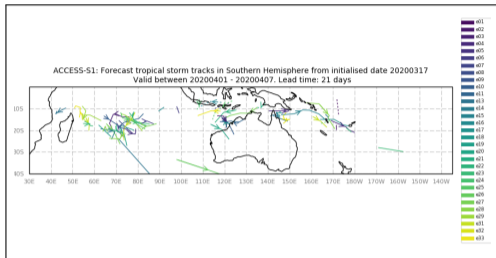 ACCESS-S1: Forecast tropical storm tracks in Southern Hemisphere from initialised date 20200317
Valid between 20200401 - 20200407. Lead time: 21 days
10S
20S
30S
40S
30E 40E 50E 60E 70E 80E 90E 100E 110E 120E 130E 140E 150E 160E 170E 180E 170W 160W 150W 140W
e01
e02
e03
e04
e05
e06
e07
e08
e09
e10
e11
e12
e13
e14
e15
e16
e17
e18
e19
e20
e21
e22
e23
e24
e25
e26
e27
e28
e29
e31
e32
e33